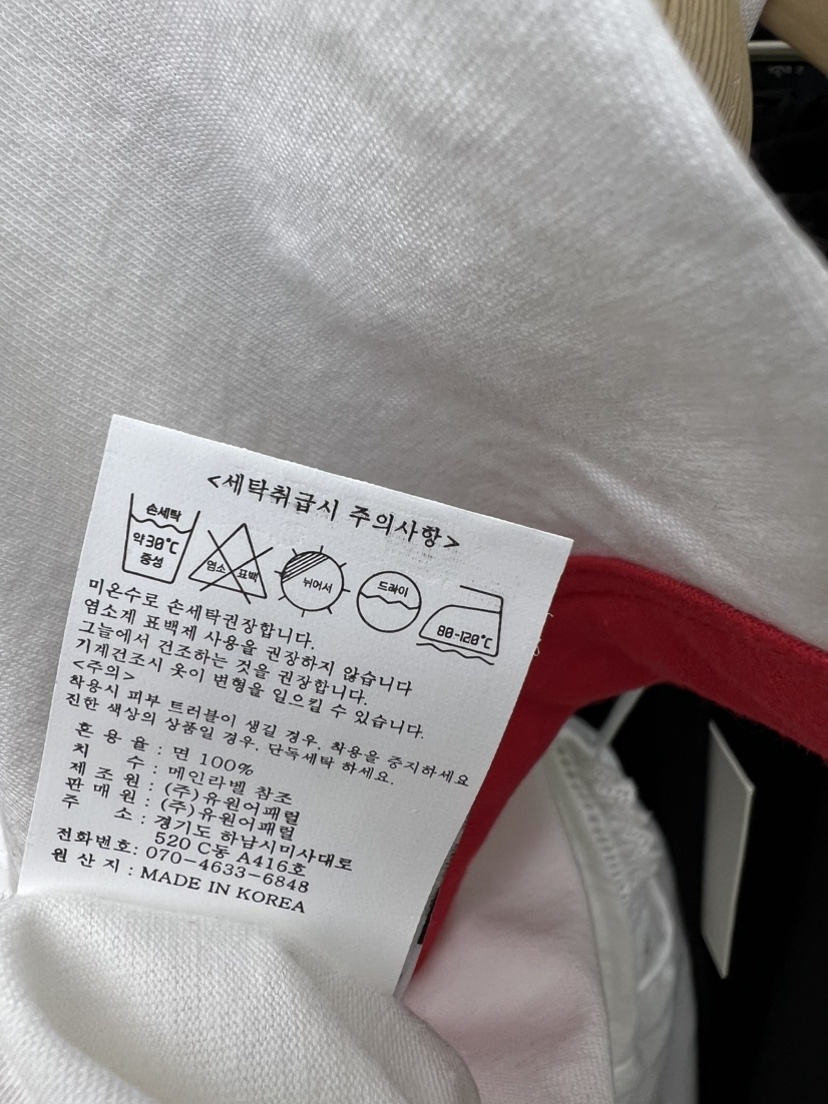 <세탁취급시 주의사항>
손세탁
약30℃
중성
염소 표백
뉘어서
드라이
80-120℃
미온수로 손세탁권장합니다.
염소계 표백제 사용을 권장하지 않습니다
그늘에서 건조하는 것을 권장합니다.
기계건조시 옷이 변형을 일으킬 수 있습니다.
<주의>
착용시 피부 트러블이 생길 경우. 착용을 중지하세요
진한 색상의 상품일 경우. 단독세탁 하세요.
혼 용 율 : 면 100%
치 수 : 메인라벨 참조
제 조 원 : (주)유원어패럴
판 매 원 : (주)유원어패럴
주 소 : 경기도 하남시미사대로
520 C동 A416호
전화번호: 070-4633-6848
원 산 지 : MADE IN KOREA